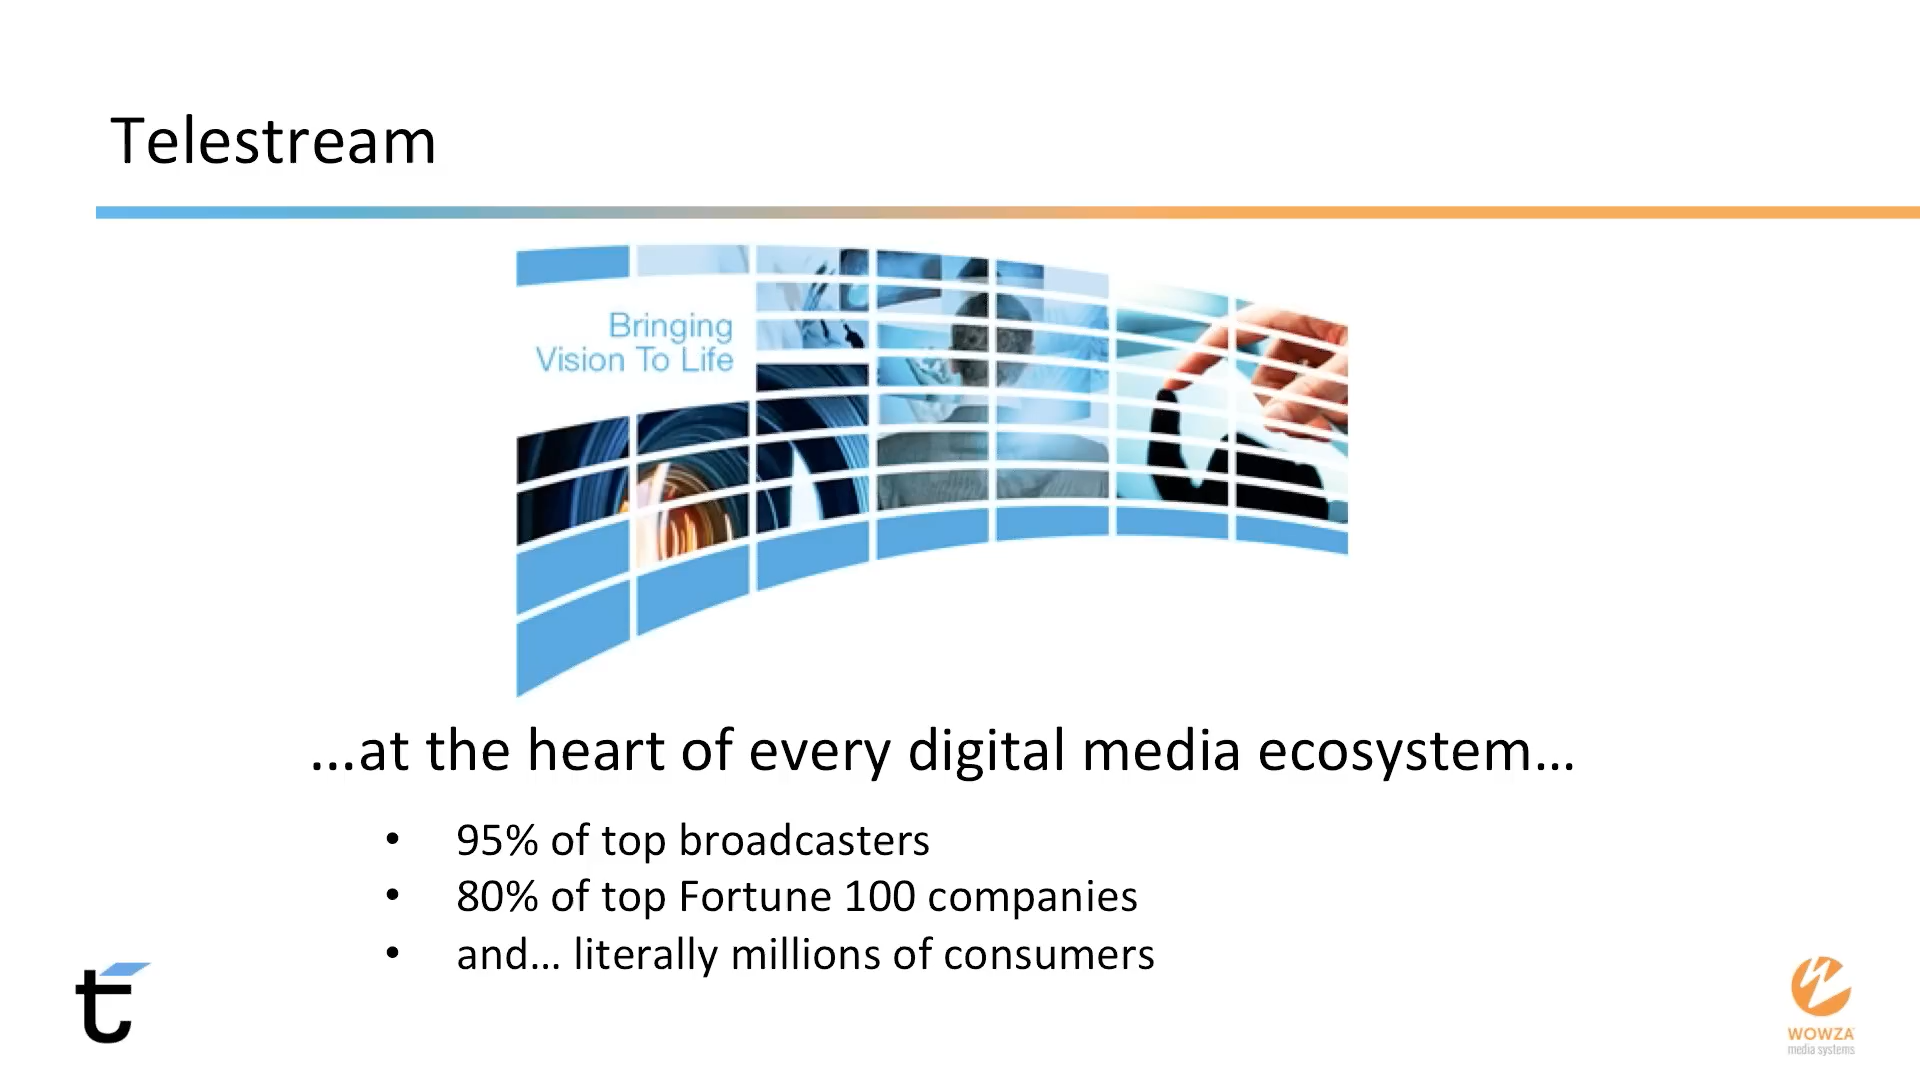 Telestream
Bringing
Vision To Life
...at the heart of every digital media ecosystem...
• 95% of top broadcasters
• 80% of top Fortune 100 companies
• and... literally millions of consumers
t
WOWZA
media systems